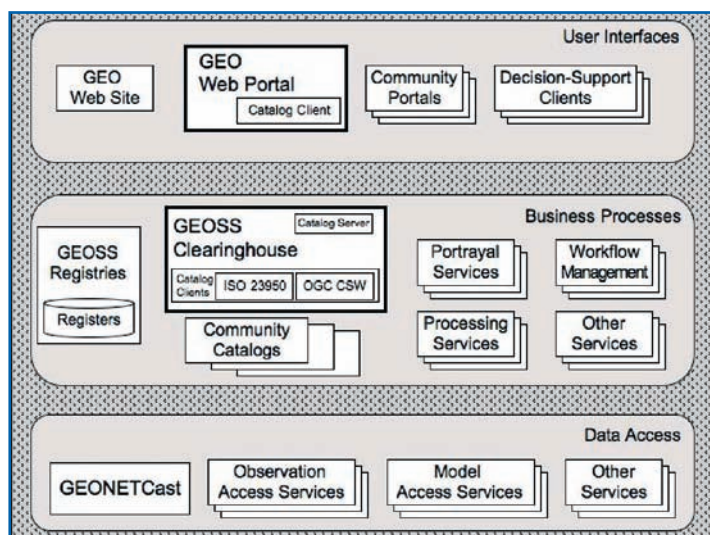 User Interfaces
GEO
Web Site
GEO
Web Portal
Catalog Client
Community
Portals
Decision-Support
Clients
Business Processes
GEOSS
Registries
Registers
GEOSS
Clearinghouse
Catalog Server
Catalog
Clients
ISO 23950
OGC CSW
Community
Catalogs
Portrayal
Services
Workflow
Management
Processing
Services
Other
Services
Data Access
GEONETCast
Observation
Access Services
Model
Access Services
Other
Services